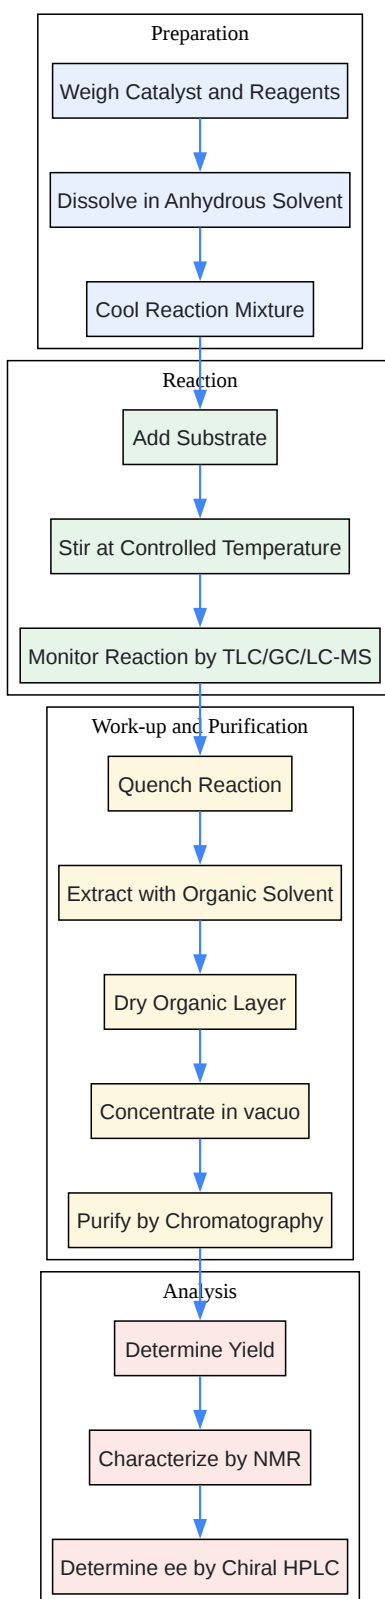 Preparation
Weigh Catalyst and Reagents
Dissolve in Anhydrous Solvent
Cool Reaction Mixture
Reaction
Add Substrate
Stir at Controlled Temperature
Monitor Reaction by TLC/GC/LC-MS
Work-up and Purification
Quench Reaction
Extract with Organic Solvent
Dry Organic Layer
Concentrate in vacuo
Purify by Chromatography
Analysis
Determine Yield
Characterize by NMR
Determine ee by Chiral HPLC